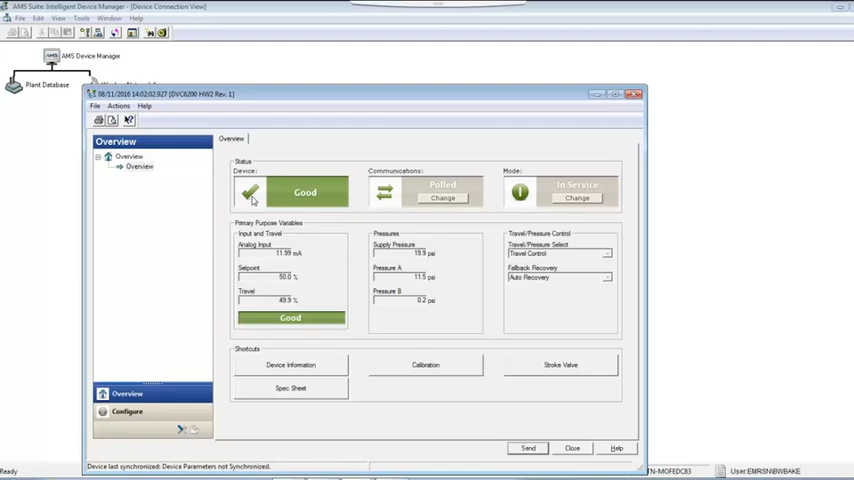 AMS Suite: Intelligent Device Manager - [Device Connection View]
File Edit View Tools Window Help
AMS Device Manager
Plant Database
08/11/2016 14:02:02.927 [DVC6200 HW2 Rev. 1]
File Actions Help
Overview
Overview
Overview
Overview
Status
Device: Communications: Mode:
Good Polled In Service
Change Change
Primary Purpose Variables
Input and Travel Pressures Travel/Pressure Control
Analog Input Supply Pressure Travel/Pressure Select
11.99 mA 19.9 psi Travel Control
Setpoint Pressure A Fallback Recovery
50.0 % 11.5 psi Auto Recovery
Travel Pressure B
49.9 % 0.2 psi
Good
Shortcuts
Device Information Calibration Stroke Valve
Spec Sheet
Overview
Configure
Send Close Help
Device last synchronized: Device Parameters not Synchronized.
Ready TN-MOFEDC83 User:EMRSN\BWBAKE